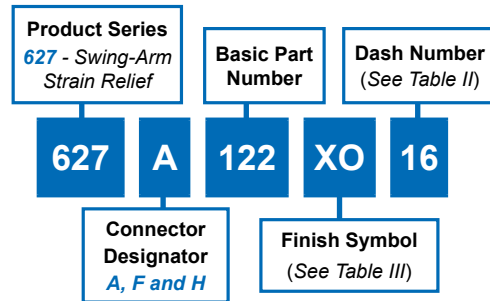 Product Series
627 - Swing-Arm
Strain Relief
Basic Part
Number
Dash Number
(See Table II)
627 A 122 XO 16
Connector
Designator
A, F and H
Finish Symbol
(See Table III)